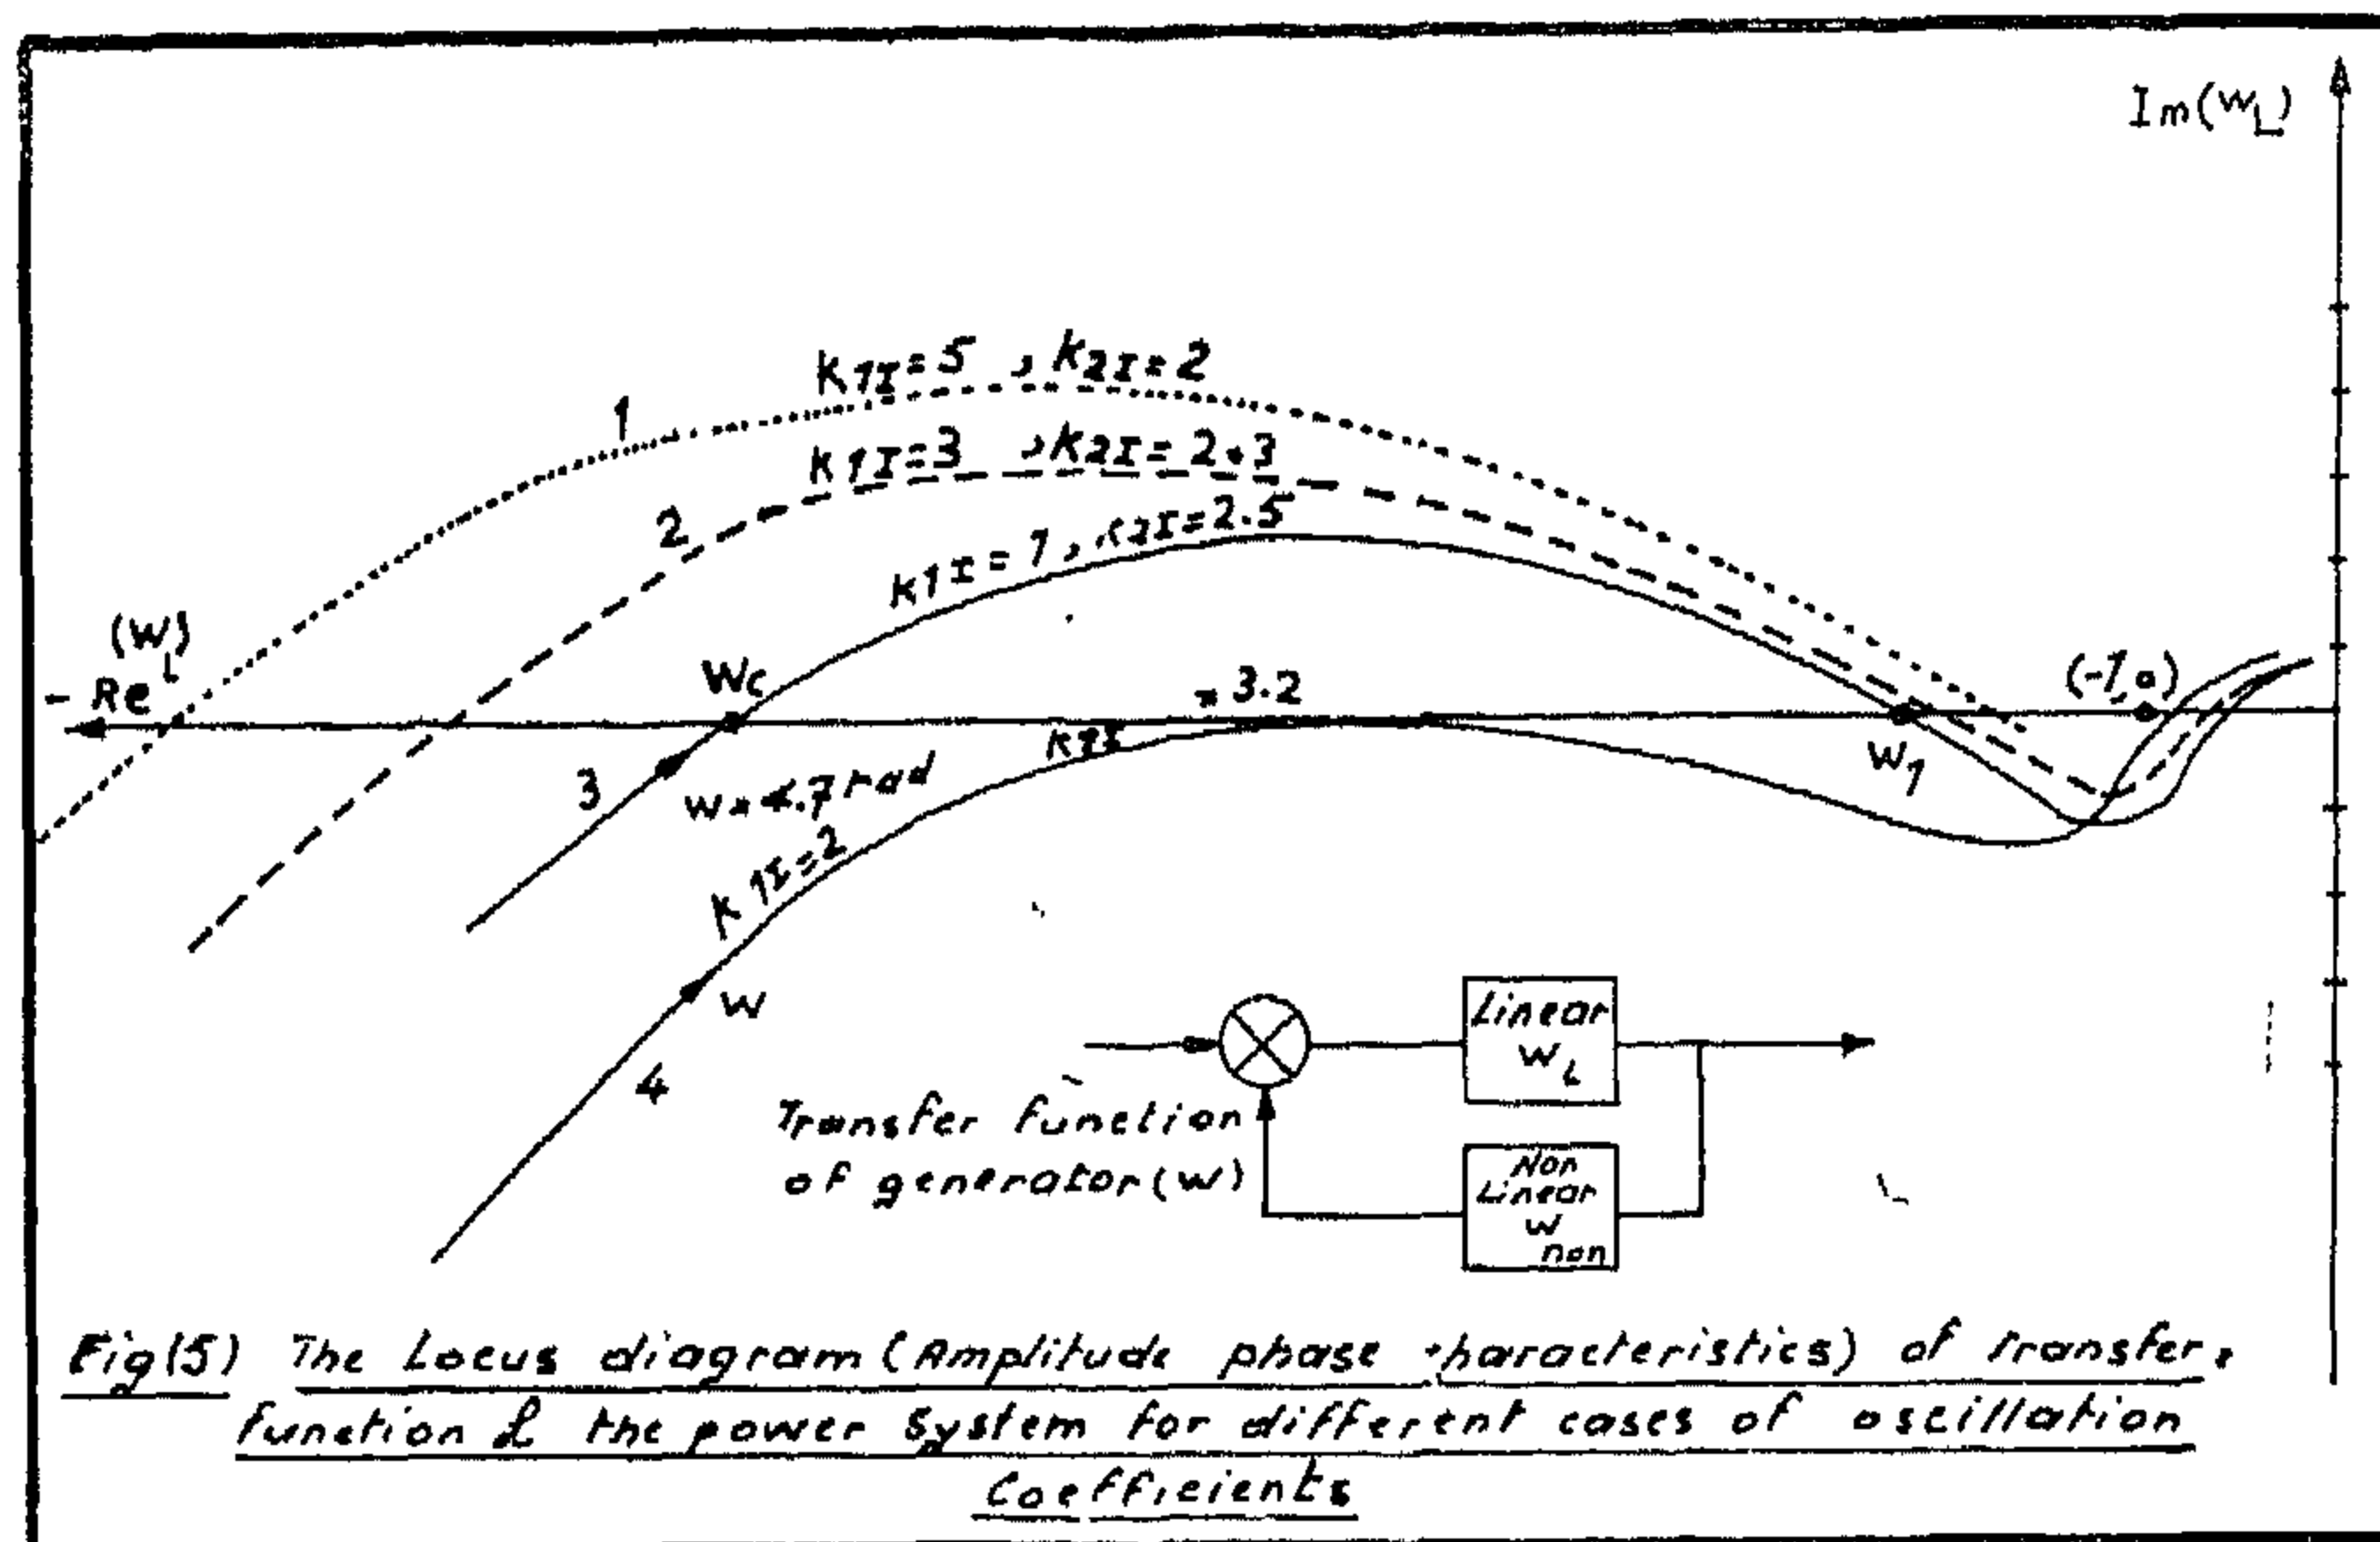 Im(WL)
K1I=5 , K2I=2
1
K1I=3 , K2I=2.3
2
K1I=1 , K2I=2.5
(WL)
- Re
Wc
(-1,0)
= 3.2
3
W1
K1I=2
W
4
Linear
WL
Transfer function
of generator(W)
Non
Linear
W
non
Fig(5) The Locus diagram (Amplitude phase characteristics) of transfer
function & the power system for different cases of oscillation
Coefficients